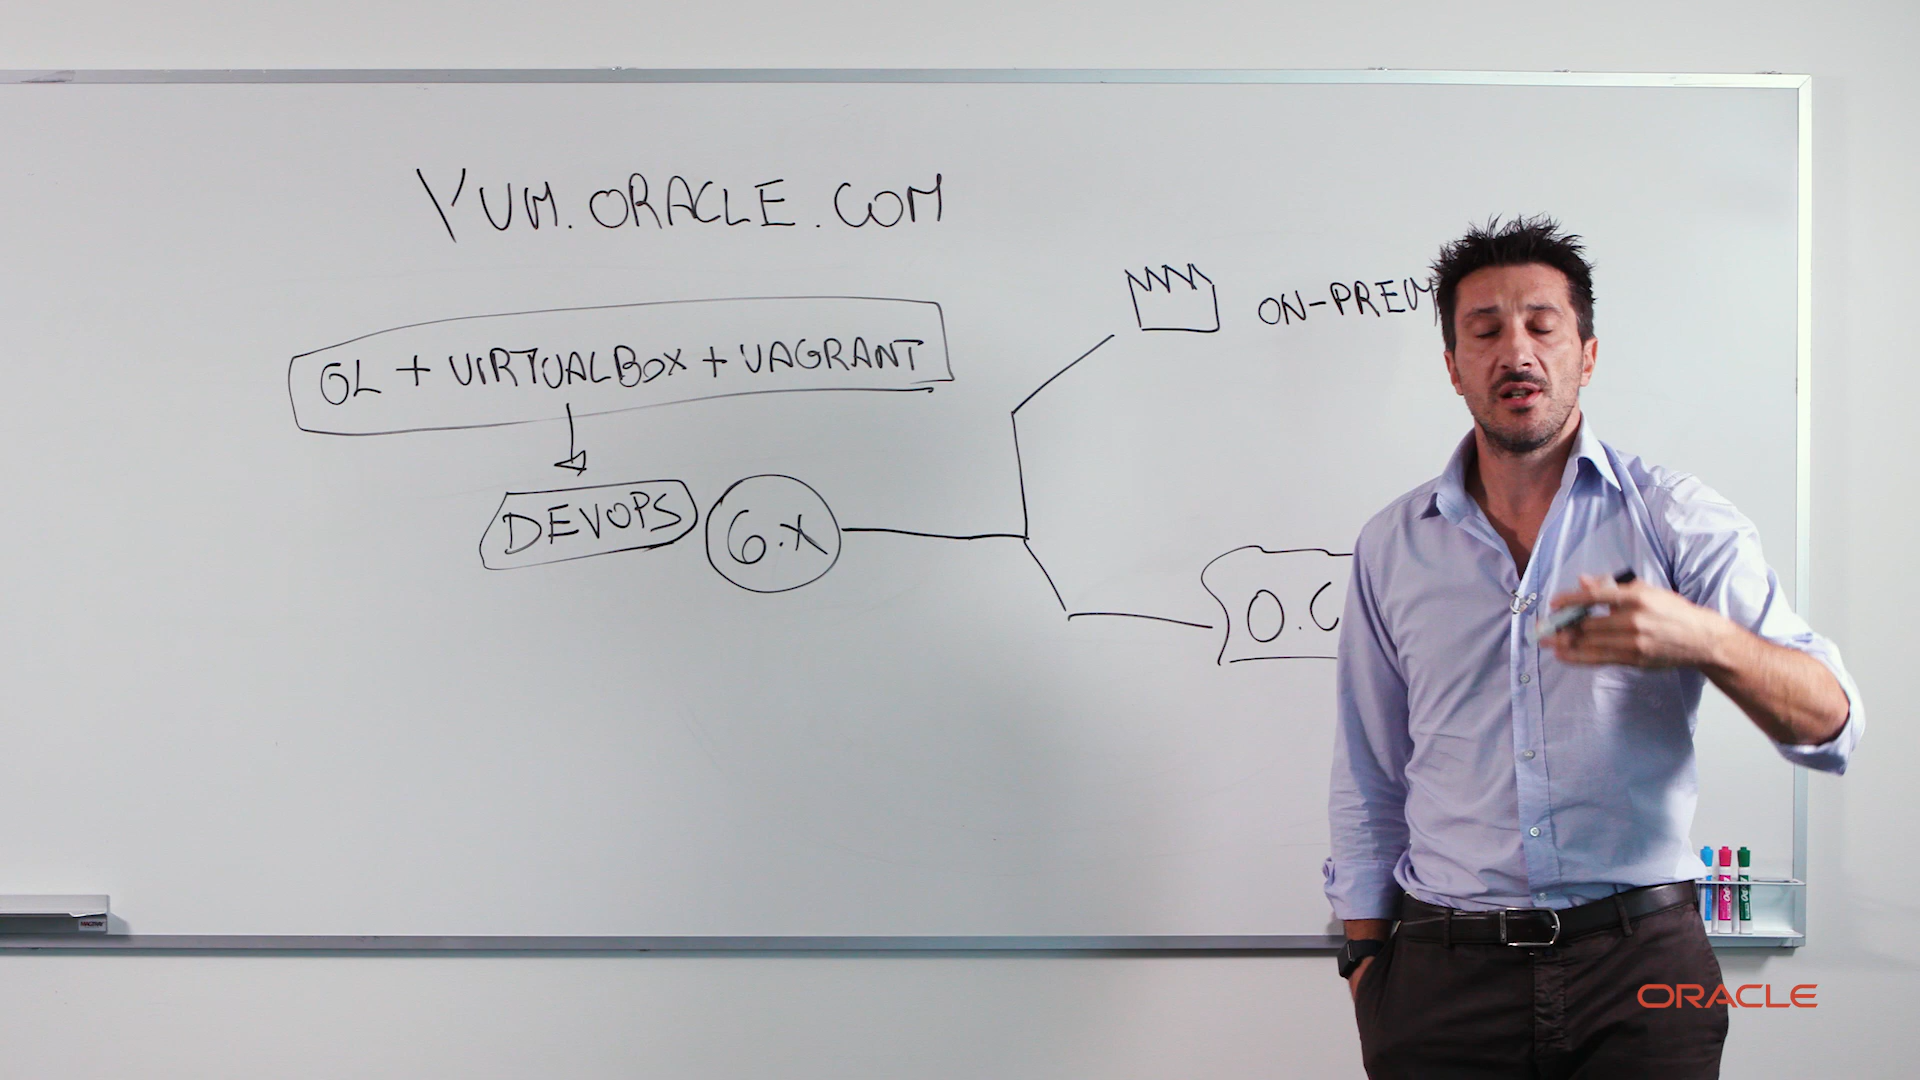 YUM.ORACLE.COM
OL + VIRTUALBOX + VAGRANT
DEVOPS
6.X
ON-PREM
O.C
ORACLE